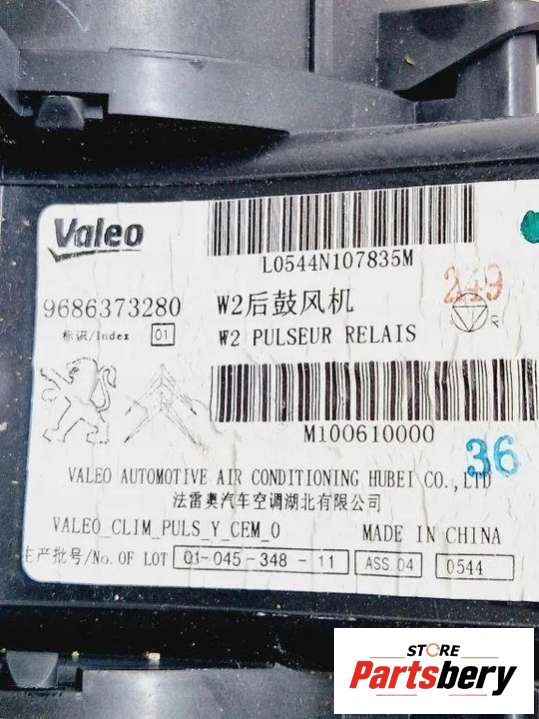 Valeo
L0544N107835M
9686373280
W2后鼓风机
249
标识/Index 01
W2 PULSEUR RELAIS
R
M100610000
36
VALEO AUTOMOTIVE AIR CONDITIONING HUBEI CO.,LTD
法雷奥汽车空调湖北有限公司
VALEO_CLIM_PULS_Y_CEM_0
MADE IN CHINA
生产批号/No. OF LOT 01-045-348-11 ASS 04 0544
STORE
Partsbery